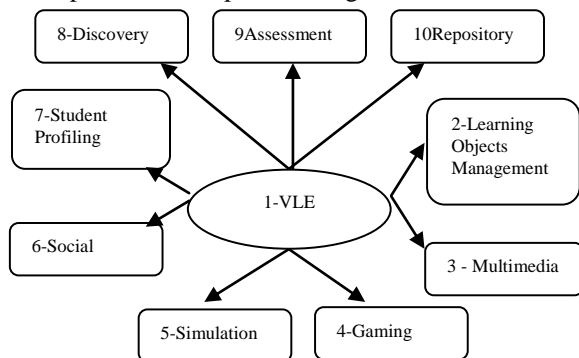 8-Discovery
9Assessment
10Repository
7-Student
Profiling
2-Learning
Objects
Management
1-VLE
6-Social
3 - Multimedia
5-Simulation
4-Gaming